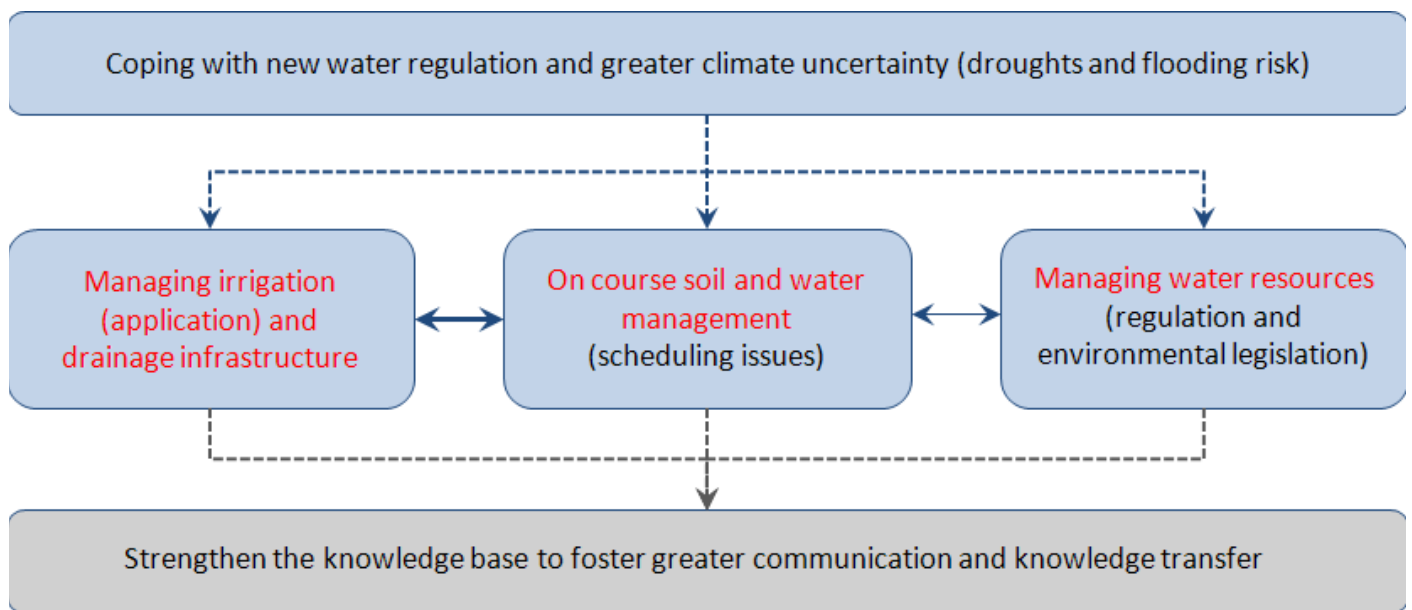 Coping with new water regulation and greater climate uncertainty (droughts and flooding risk)
Managing irrigation
(application) and
drainage infrastructure
On course soil and water
management
(scheduling issues)
Managing water resources
(regulation and
environmental legislation)
Strengthen the knowledge base to foster greater communication and knowledge transfer